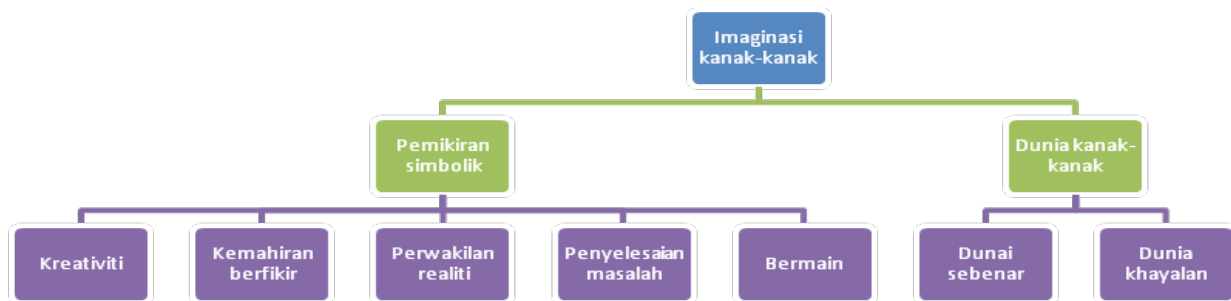 Imaginasi
kanak-kanak
Pemikiran
simbolik
Dunia kanak-
kanak
Kreativiti
Kemahiran
berfikir
Perwakilan
realiti
Penyelesaian
masalah
Bermain
Dunai
sebenar
Dunia
khayalan